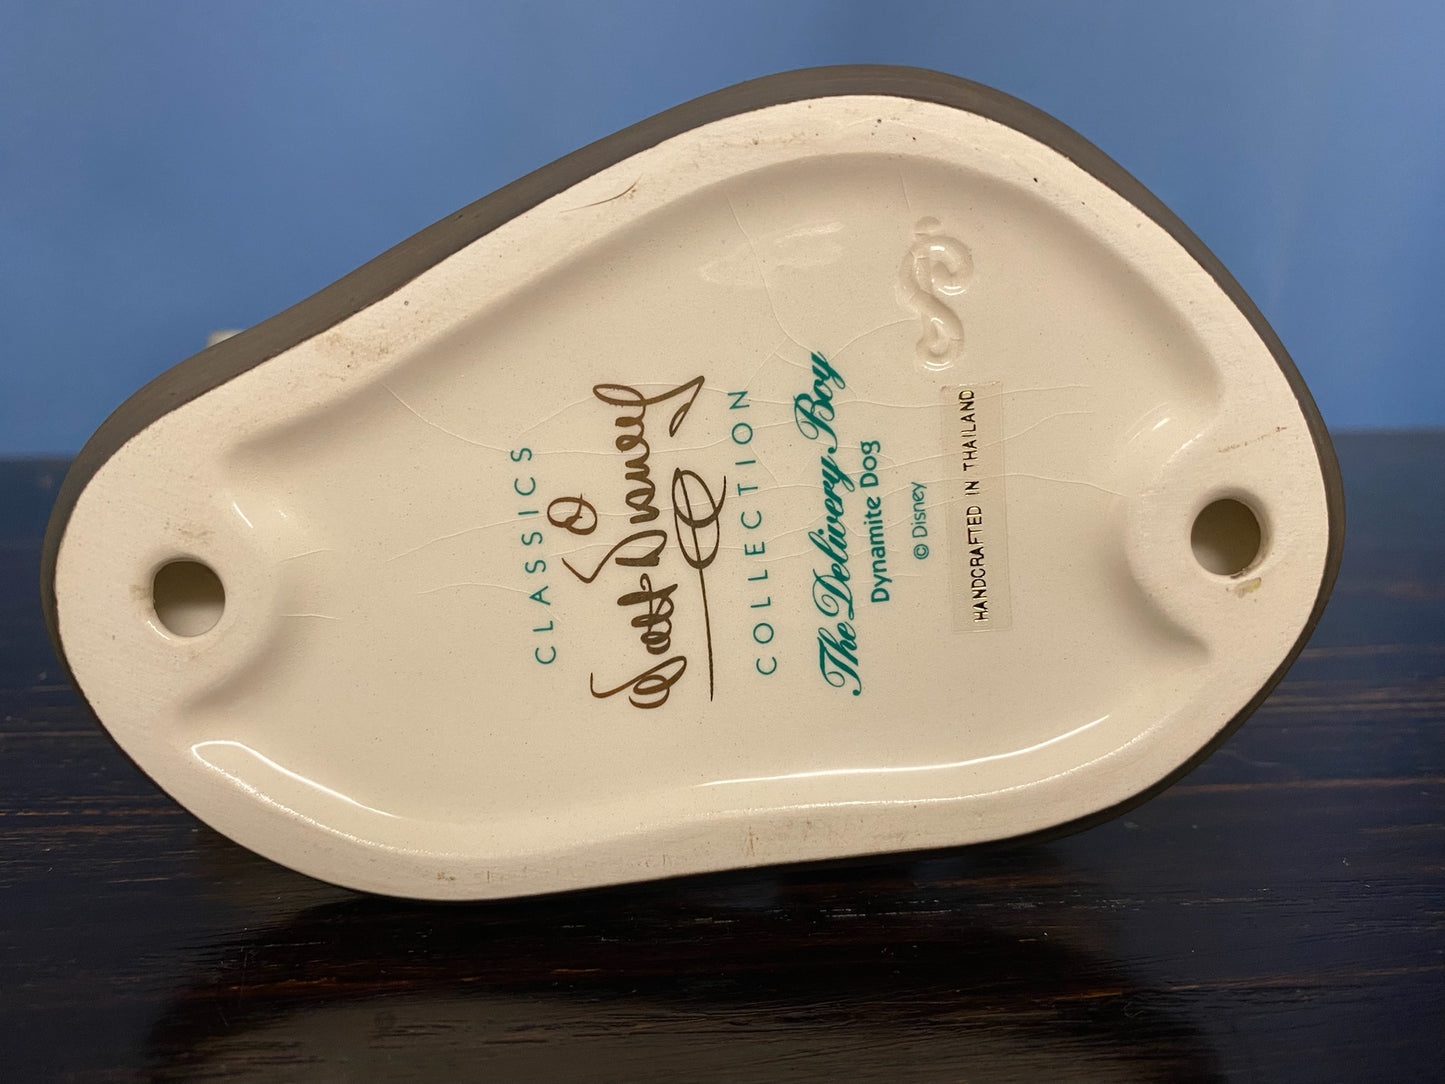 CLASSICS
Walt Disney
COLLECTION
The Delivery Boy
Dynamite Dog
© Disney
HANDCRAFTED IN THAILAND